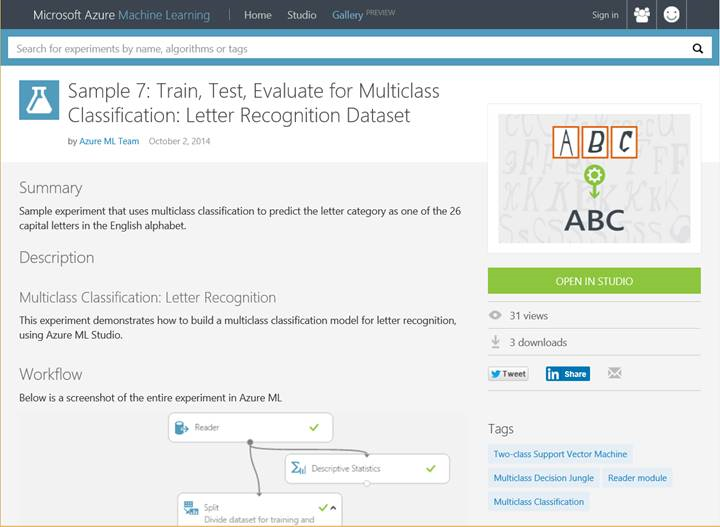 Microsoft Azure Machine Learning
Home
Studio
Gallery PREVIEW
Sign in
Search for experiments by name, algorithms or tags
Sample 7: Train, Test, Evaluate for Multiclass
Classification: Letter Recognition Dataset
by Azure ML Team October 2, 2014
Summary
Sample experiment that uses multiclass classification to predict the letter category as one of the 26
capital letters in the English alphabet.
Description
Multiclass Classification: Letter Recognition
This experiment demonstrates how to build a multiclass classification model for letter recognition,
using Azure ML Studio.
Workflow
Below is a screenshot of the entire experiment in Azure ML
Reader
Descriptive Statistics
Split
Divide dataset for training and
A B C
ABC
OPEN IN STUDIO
31 views
3 downloads
Tweet
in Share
Tags
Two-class Support Vector Machine
Multiclass Decision Jungle
Reader module
Multiclass Classification